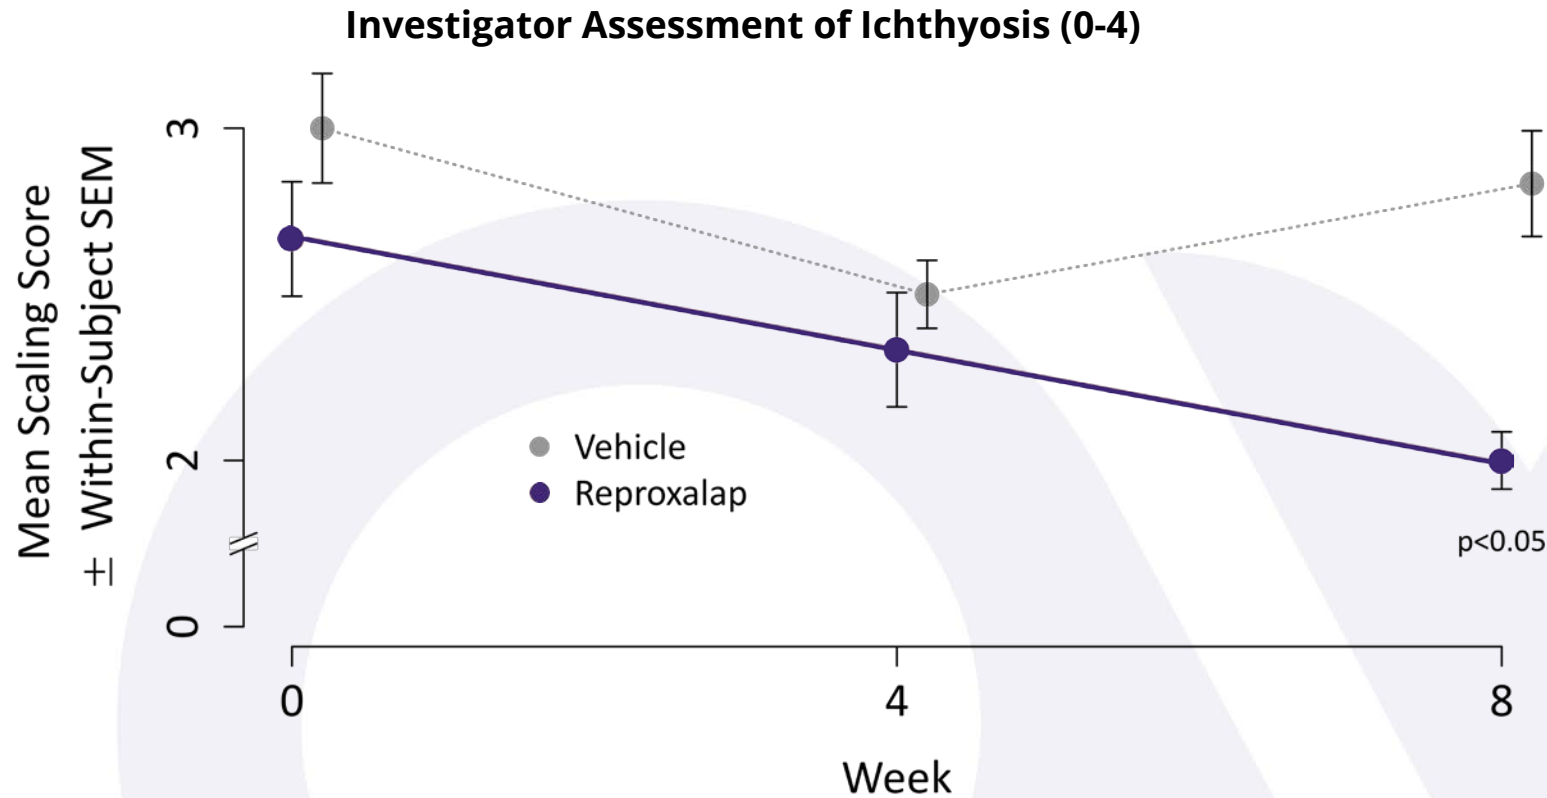 Investigator Assessment of Ichthyosis (0-4)
Mean Scaling Score
± Within-Subject SEM
3
2
0
Vehicle
Reproxalap
p<0.05
0 4 8
Week